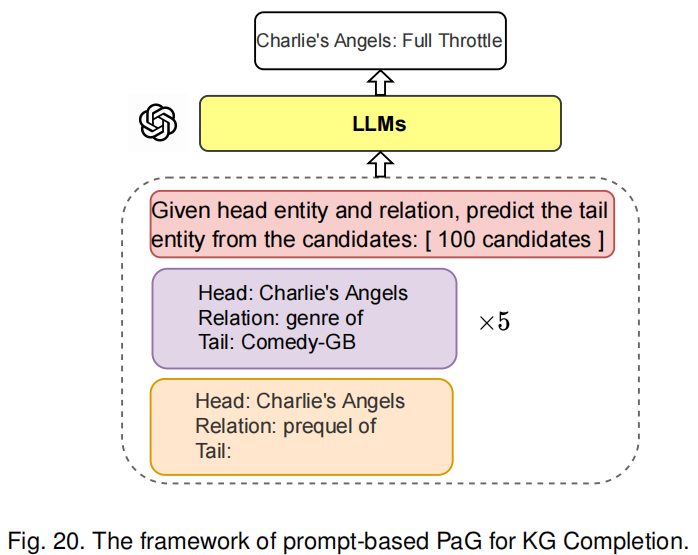 Charlie's Angels: Full Throttle
LLMs
Given head entity and relation, predict the tail
entity from the candidates: [ 100 candidates ]
Head: Charlie's Angels
Relation: genre of
Tail: Comedy-GB
×5
Head: Charlie's Angels
Relation: prequel of
Tail:
Fig. 20. The framework of prompt-based PaG for KG Completion.